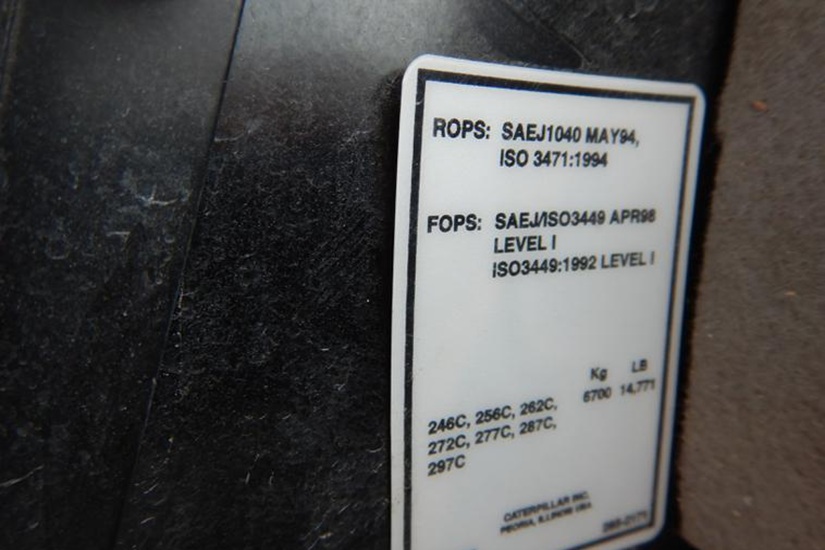 ROPS: SAEJ1040 MAY94,
ISO 3471:1994
FOPS: SAEJ/ISO3449 APR98
LEVEL I
ISO3449:1992 LEVEL I
Kg LB
6700 14,771
246C, 256C, 262C,
272C, 277C, 287C,
297C
CATERPILLAR INC.
PEORIA, ILLINOIS USA